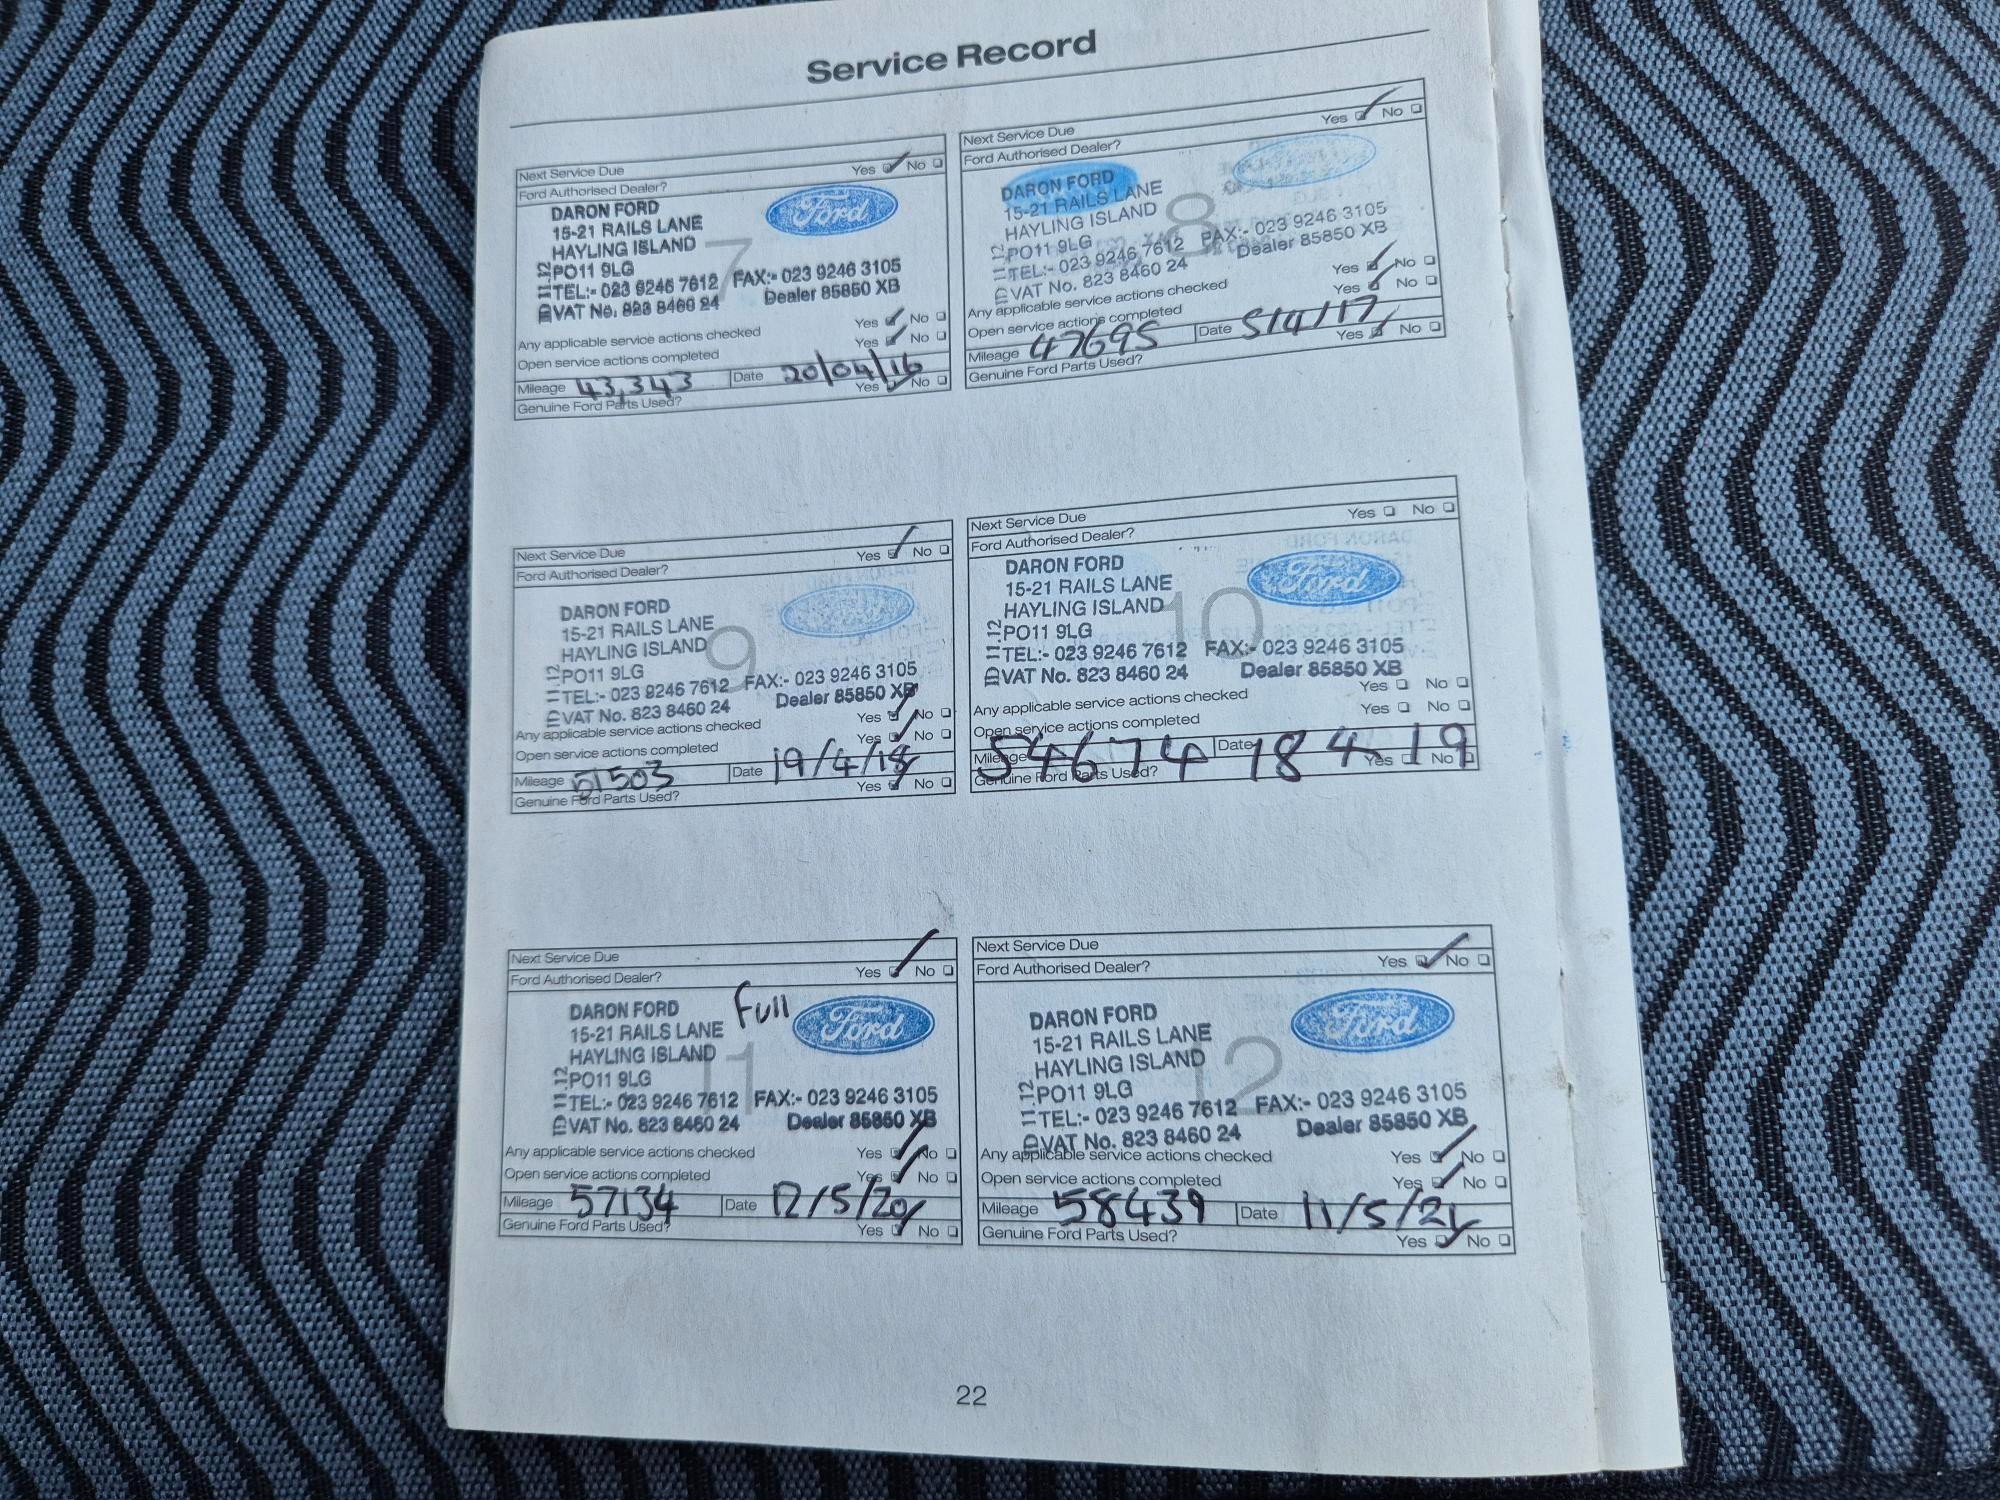 Service Record
Next Service Due
Ford Authorised Dealer? Yes No
DARON FORD
15-21 RAILS LANE
HAYLING ISLAND
PO11 9LG
TEL:- 023 9246 7612 FAX:- 023 9246 3105
VAT No. 823 8460 24 Dealer 85850 XB
Ford
7
Any applicable service actions checked Yes No
Open service actions completed Yes No
Mileage 43,343 Date 20/04/16
Genuine Ford Parts Used? Yes No
Next Service Due
Ford Authorised Dealer? Yes No
DARON FORD
15-21 RAILS LANE
HAYLING ISLAND
PO11 9LG
TEL:- 023 9246 7612 FAX:- 023 9246 3105
VAT No. 823 8460 24 Dealer 85850 XB
8
Any applicable service actions checked Yes No
Open service actions completed Yes No
Mileage 47695 Date 5/4/17
Genuine Ford Parts Used? Yes No
Next Service Due
Ford Authorised Dealer? Yes No
DARON FORD
15-21 RAILS LANE
HAYLING ISLAND
PO11 9LG
TEL:- 023 9246 7612 FAX:- 023 9246 3105
VAT No. 823 8460 24 Dealer 85850 XB
Ford
9
Any applicable service actions checked Yes No
Open service actions completed Yes No
Mileage 51503 Date 19/4/18
Genuine Ford Parts Used? Yes No
Next Service Due
Ford Authorised Dealer? Yes No
DARON FORD
15-21 RAILS LANE
HAYLING ISLAND
11.12
PO11 9LG
TEL:- 023 9246 7612 FAX:- 023 9246 3105
VAT No. 823 8460 24 Dealer 85850 XB
Ford
10
Any applicable service actions checked Yes No
Open service actions completed Yes No
Mileage 54674 Date 18 4 19
Genuine Ford Parts Used? Yes No
Next Service Due
Ford Authorised Dealer? Yes No
DARON FORD Full
15-21 RAILS LANE
HAYLING ISLAND
PO11 9LG
TEL:- 023 9246 7612 FAX:- 023 9246 3105
VAT No. 823 8460 24 Dealer 85850 XB
Ford
11
Any applicable service actions checked Yes No
Open service actions completed Yes No
Mileage 57134 Date 12/5/20
Genuine Ford Parts Used? Yes No
Next Service Due
Ford Authorised Dealer? Yes No
DARON FORD
15-21 RAILS LANE
HAYLING ISLAND
PO11 9LG
TEL:- 023 9246 7612 FAX:- 023 9246 3105
VAT No. 823 8460 24 Dealer 85850 XB
Ford
12
Any applicable service actions checked Yes No
Open service actions completed Yes No
Mileage 58439 Date 11/5/21
Genuine Ford Parts Used? Yes No
22